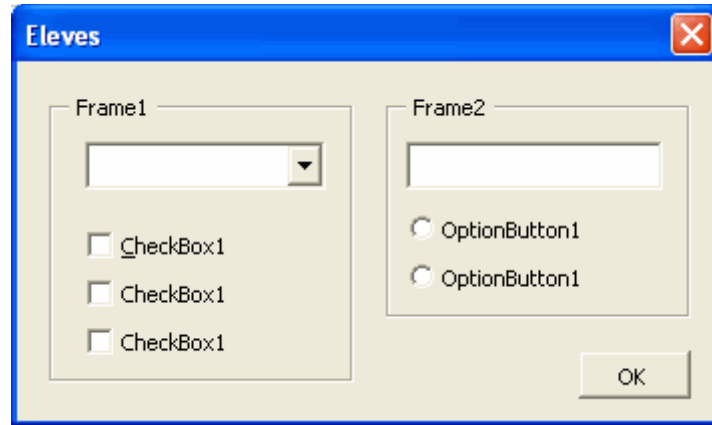 Eleves
Frame1
CheckBox1
CheckBox1
CheckBox1
Frame2
OptionButton1
OptionButton1
OK